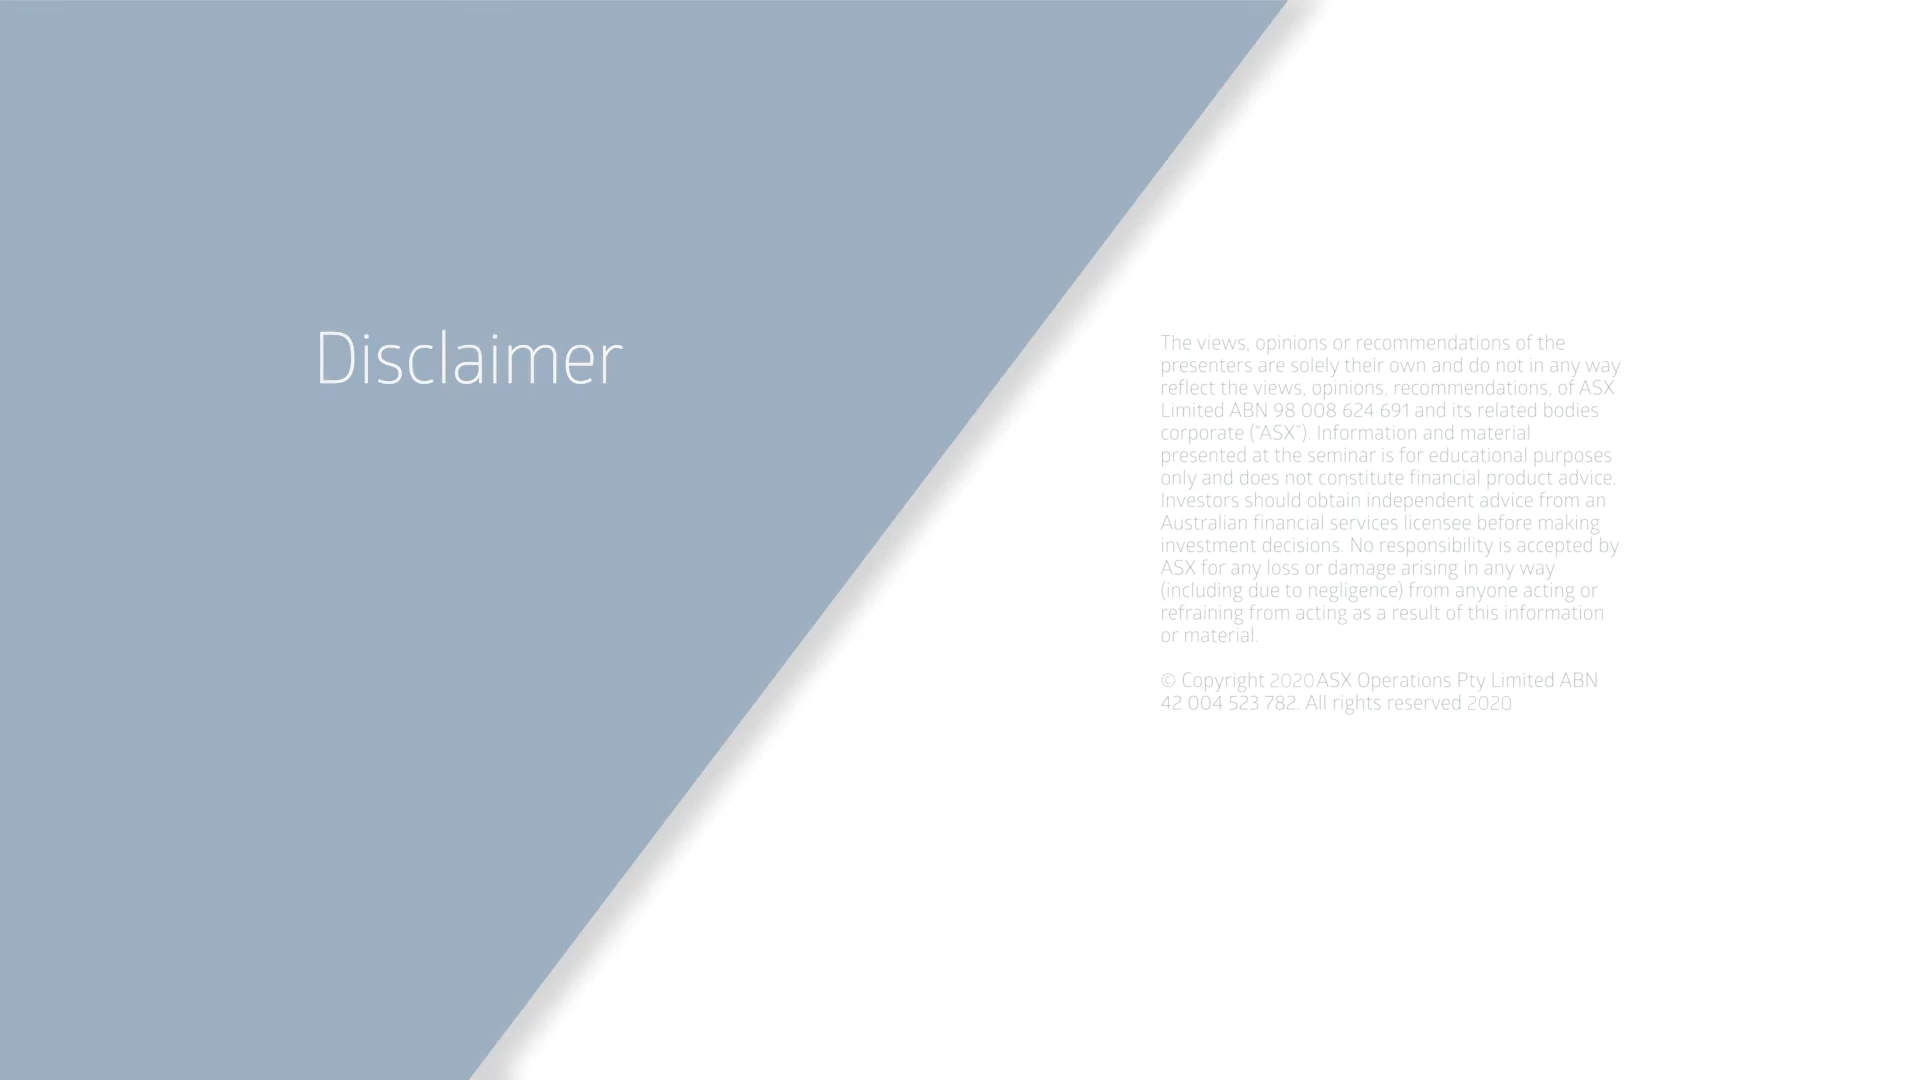 Disclaimer
The views, opinions or recommendations of the
presenters are solely their own and do not in any way
reflect the views, opinions, recommendations, of ASX
Limited ABN 98 008 624 691 and its related bodies
corporate (“ASX”). Information and material
presented at the seminar is for educational purposes
only and does not constitute financial product advice.
Investors should obtain independent advice from an
Australian financial services licensee before making
investment decisions. No responsibility is accepted by
ASX for any loss or damage arising in any way
(including due to negligence) from anyone acting or
refraining from acting as a result of this information
or material.
© Copyright 2020 ASX Operations Pty Limited ABN
42 004 523 782. All rights reserved 2020